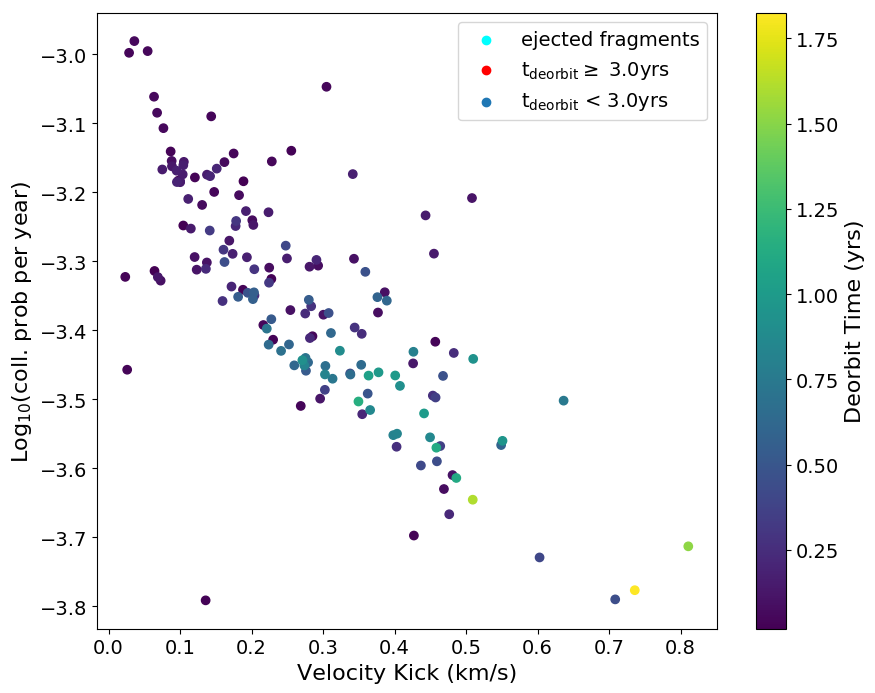 ejected fragments
t_deorbit ≥ 3.0yrs
t_deorbit < 3.0yrs
−3.0
−3.1
−3.2
−3.3
−3.4
−3.5
−3.6
−3.7
−3.8
Log₁₀(coll. prob per year)
0.0 0.1 0.2 0.3 0.4 0.5 0.6 0.7 0.8
Velocity Kick (km/s)
1.75
1.50
1.25
1.00
0.75
0.50
0.25
Deorbit Time (yrs)